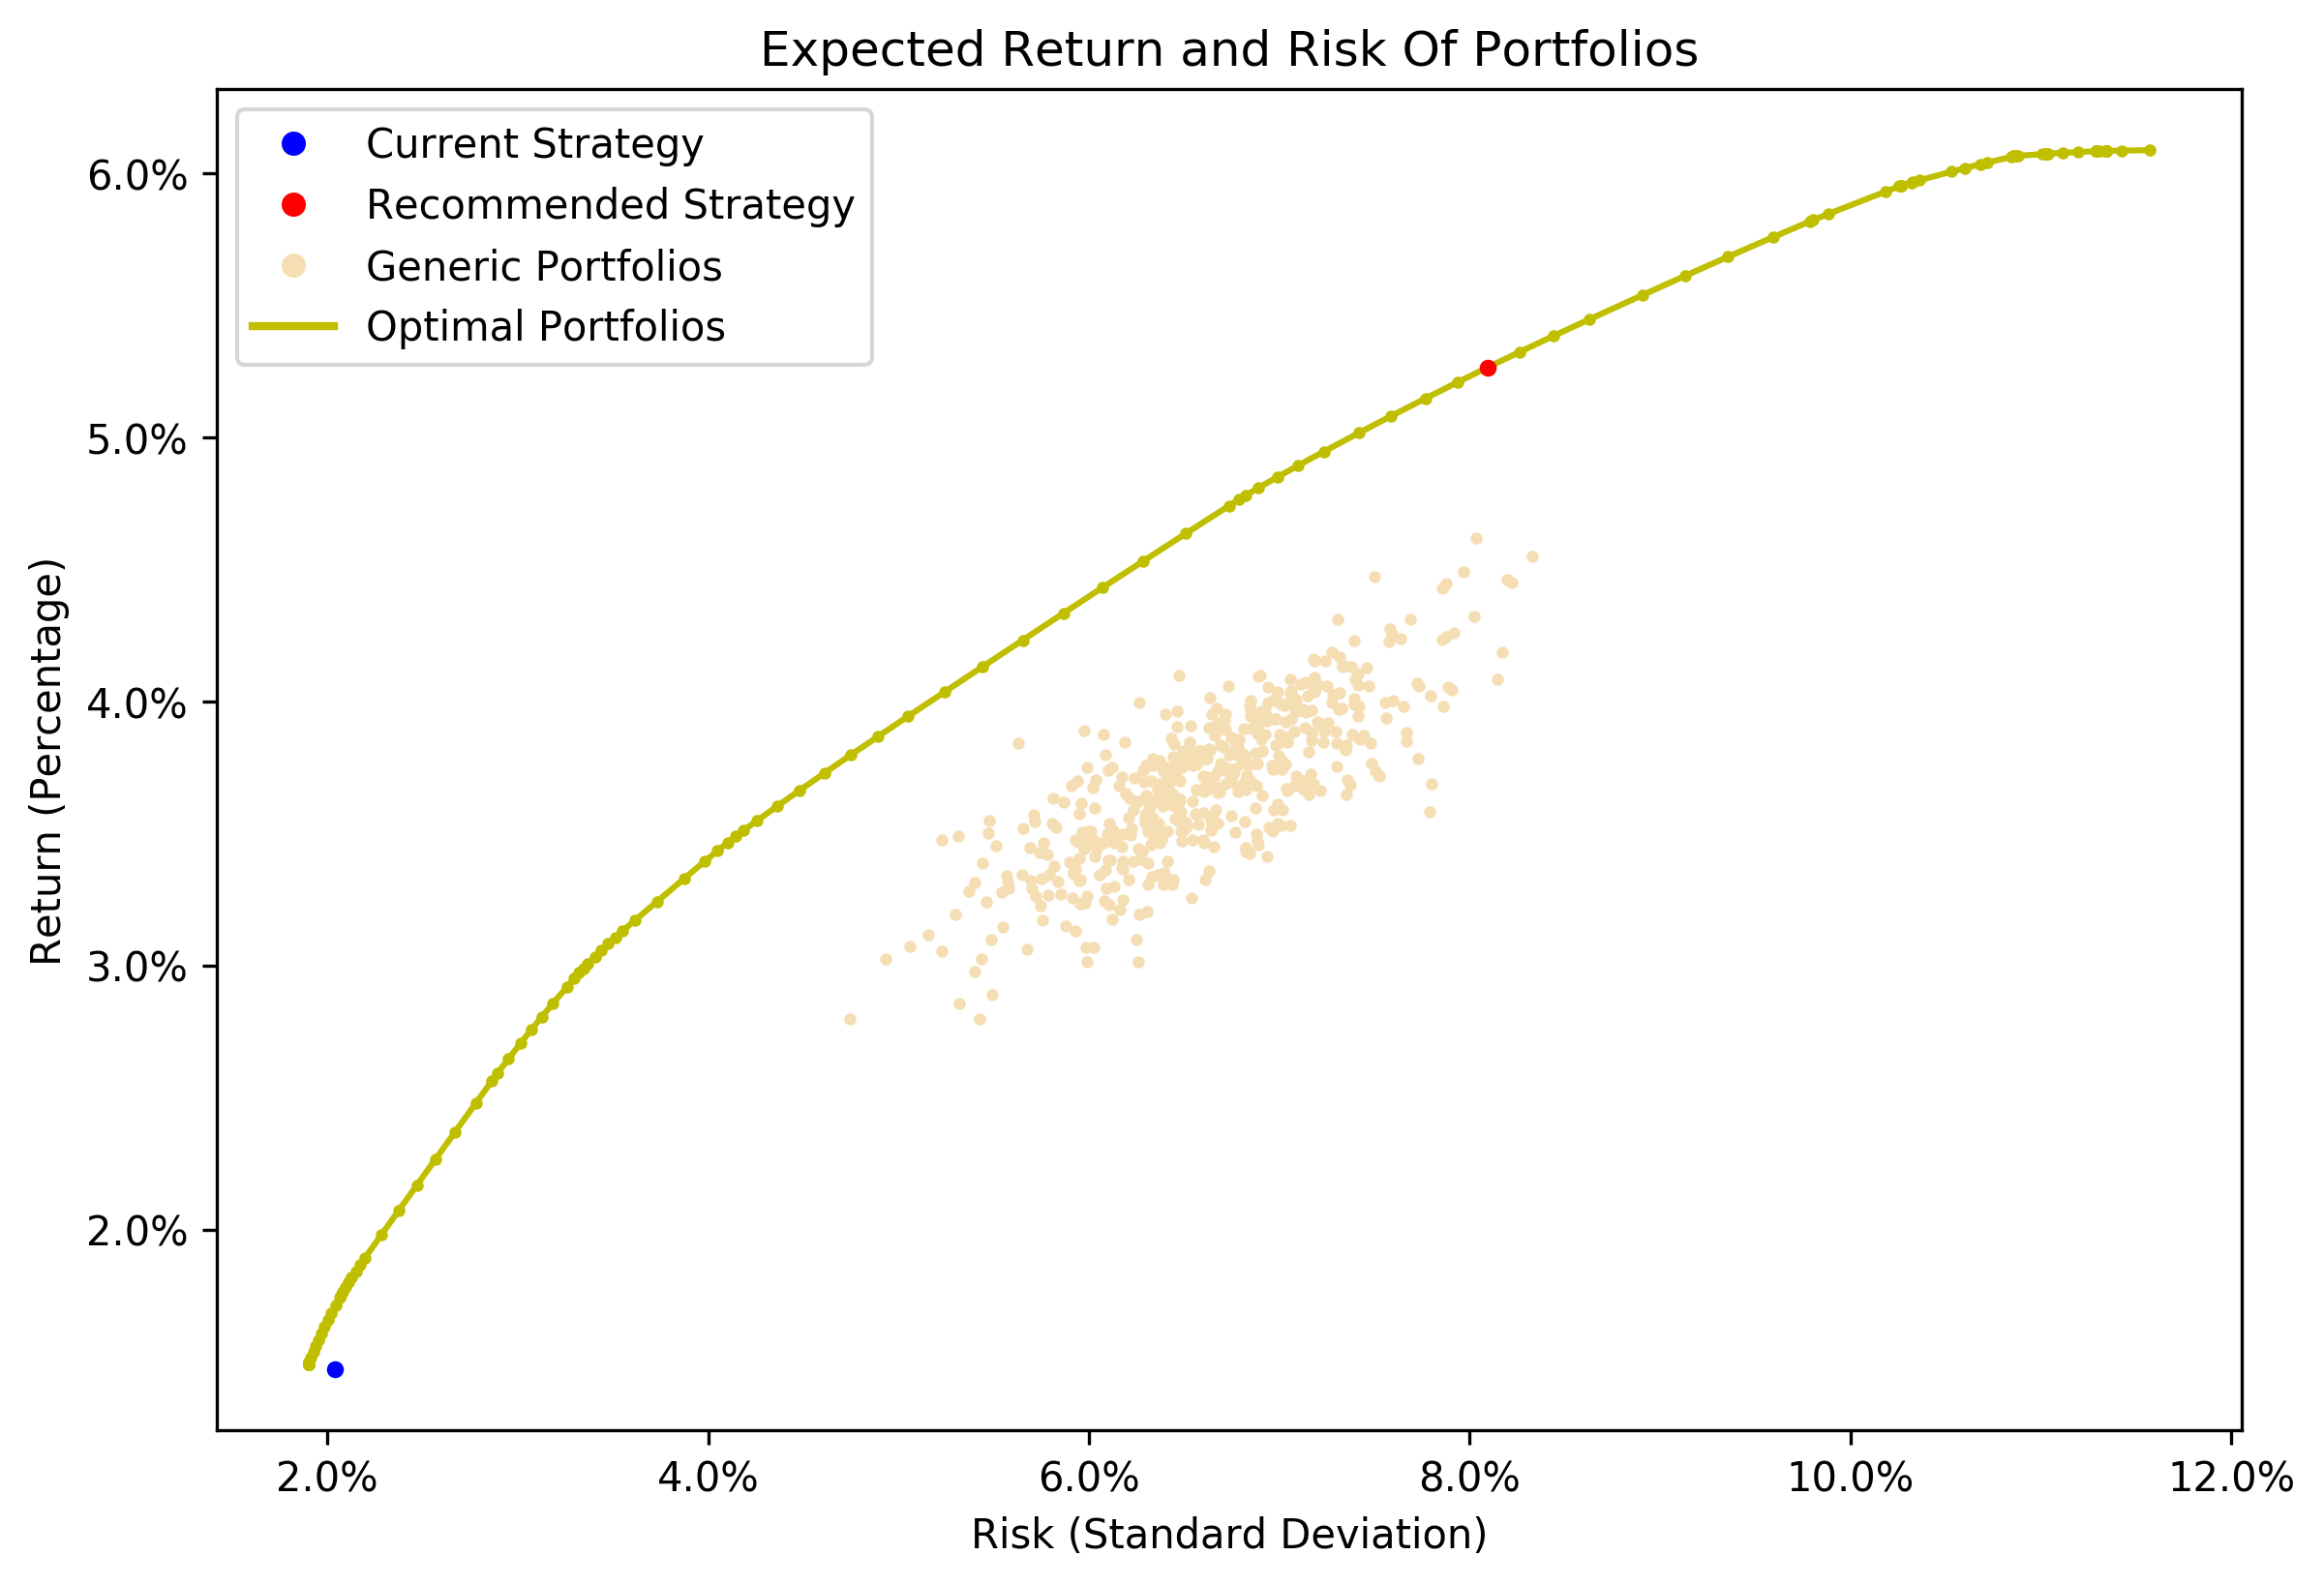 Expected Return and Risk Of Portfolios
Current Strategy
Recommended Strategy
Generic Portfolios
Optimal Portfolios
6.0%
5.0%
4.0%
3.0%
2.0%
Return (Percentage)
2.0% 4.0% 6.0% 8.0% 10.0% 12.0%
Risk (Standard Deviation)